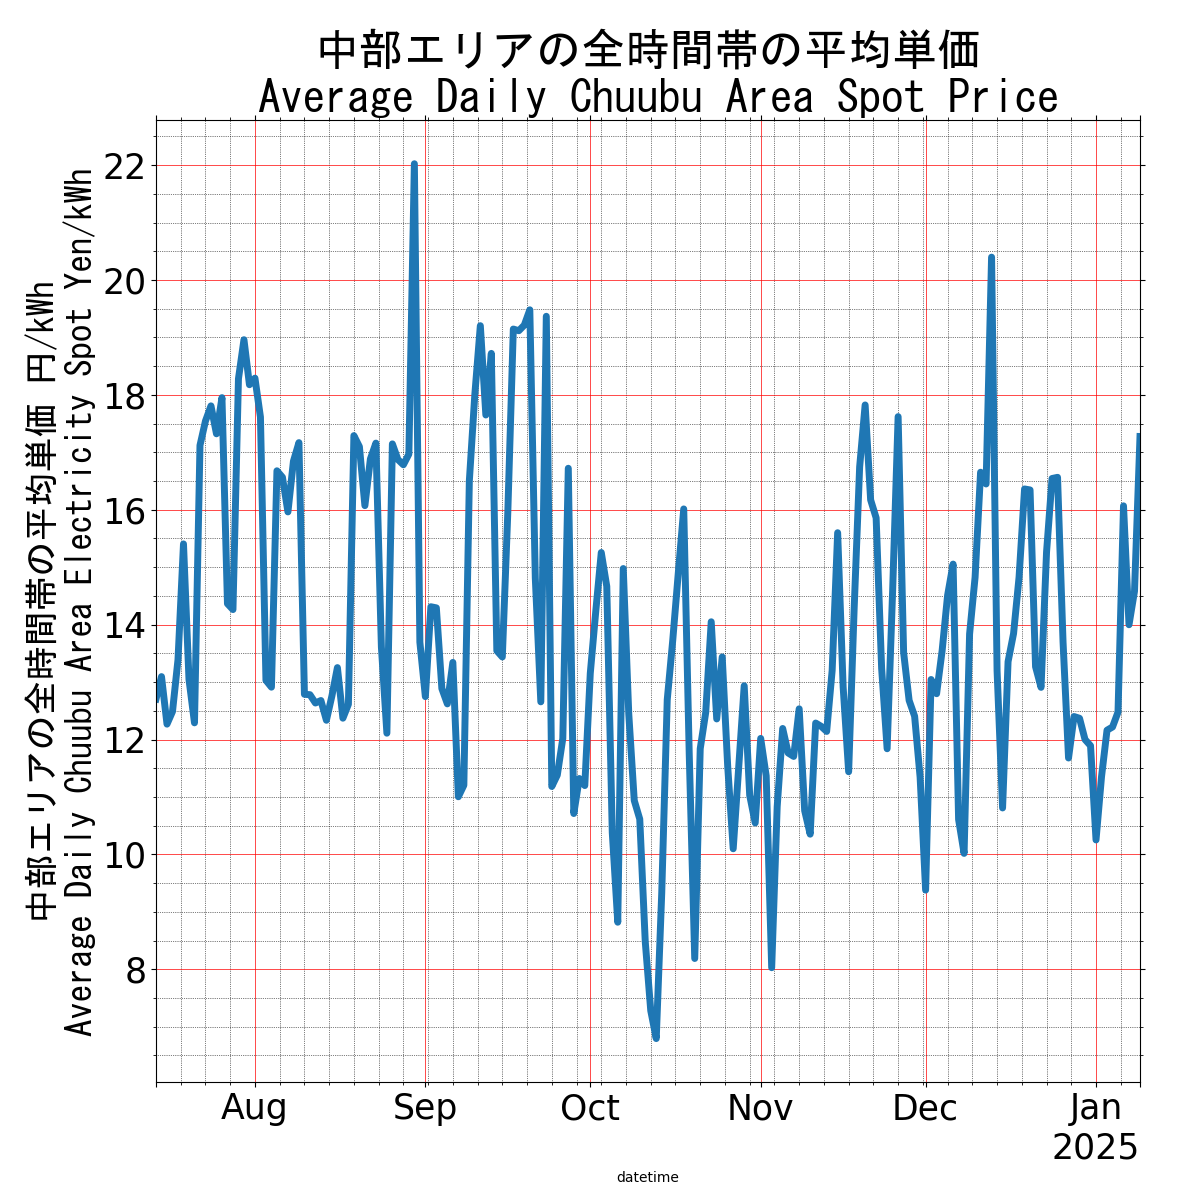 中部エリアの全時間帯の平均単価
Average Daily Chuubu Area Spot Price
中部エリアの全時間帯の平均単価 円/kWh
Average Daily Chuubu Area Electricity Spot Yen/kWh
22
20
18
16
14
12
10
8
Aug
Sep
Oct
Nov
Dec
Jan
2025
datetime